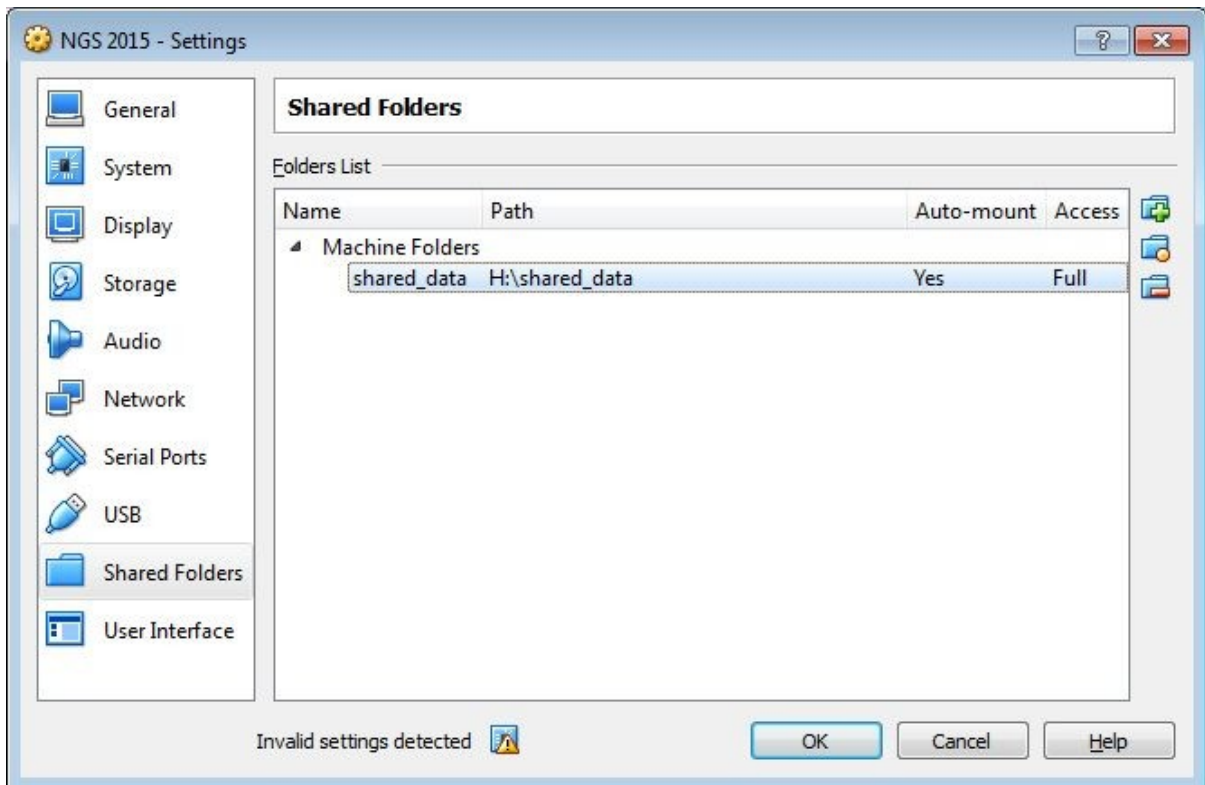 NGS 2015 - Settings
General
System
Display
Storage
Audio
Network
Serial Ports
USB
Shared Folders
User Interface
Shared Folders
Folders List
Name Path Auto-mount Access
Machine Folders
shared_data H:\shared_data Yes Full
Invalid settings detected
OK Cancel Help